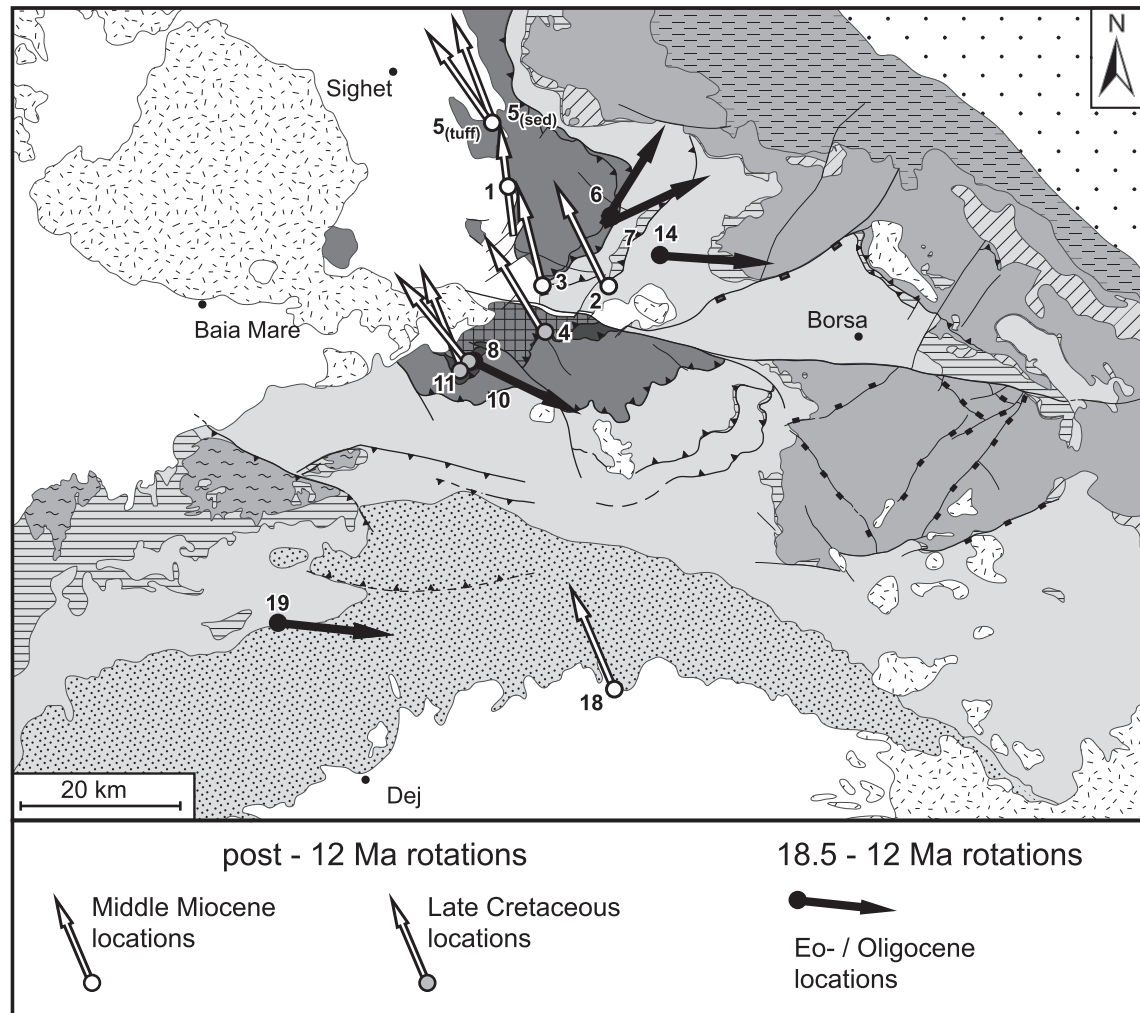 N
Sighet
5(tuff)
5(sed)
1
6
7
14
3
2
Baia Mare
Borsa
4
8
11
10
19
18
20 km
Dej
post - 12 Ma rotations
18.5 - 12 Ma rotations
Middle Miocene
locations
Late Cretaceous
locations
Eo- / Oligocene
locations